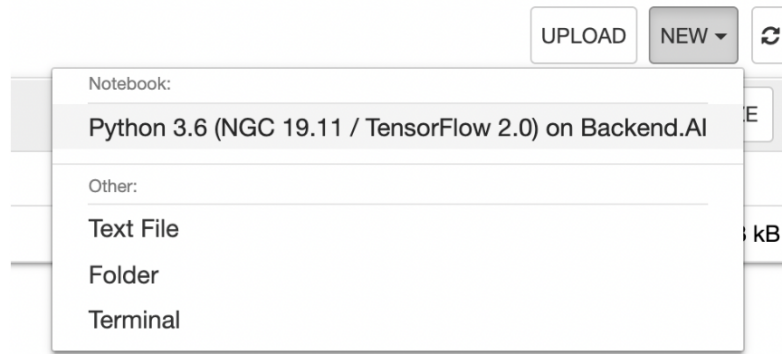 UPLOAD NEW
Notebook:
Python 3.6 (NGC 19.11 / TensorFlow 2.0) on Backend.AI
Other:
Text File
kB
Folder
Terminal